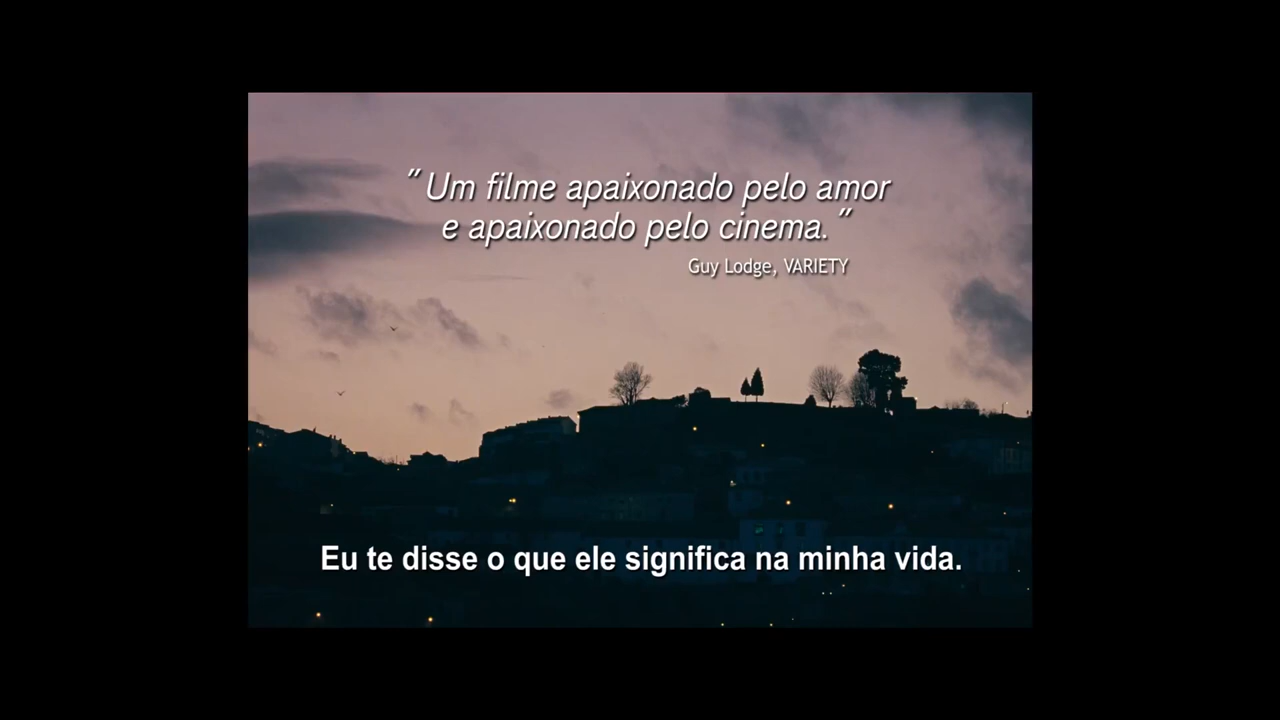 "Um filme apaixonado pelo amor
e apaixonado pelo cinema."
Guy Lodge, VARIETY
Eu te disse o que ele significa na minha vida.